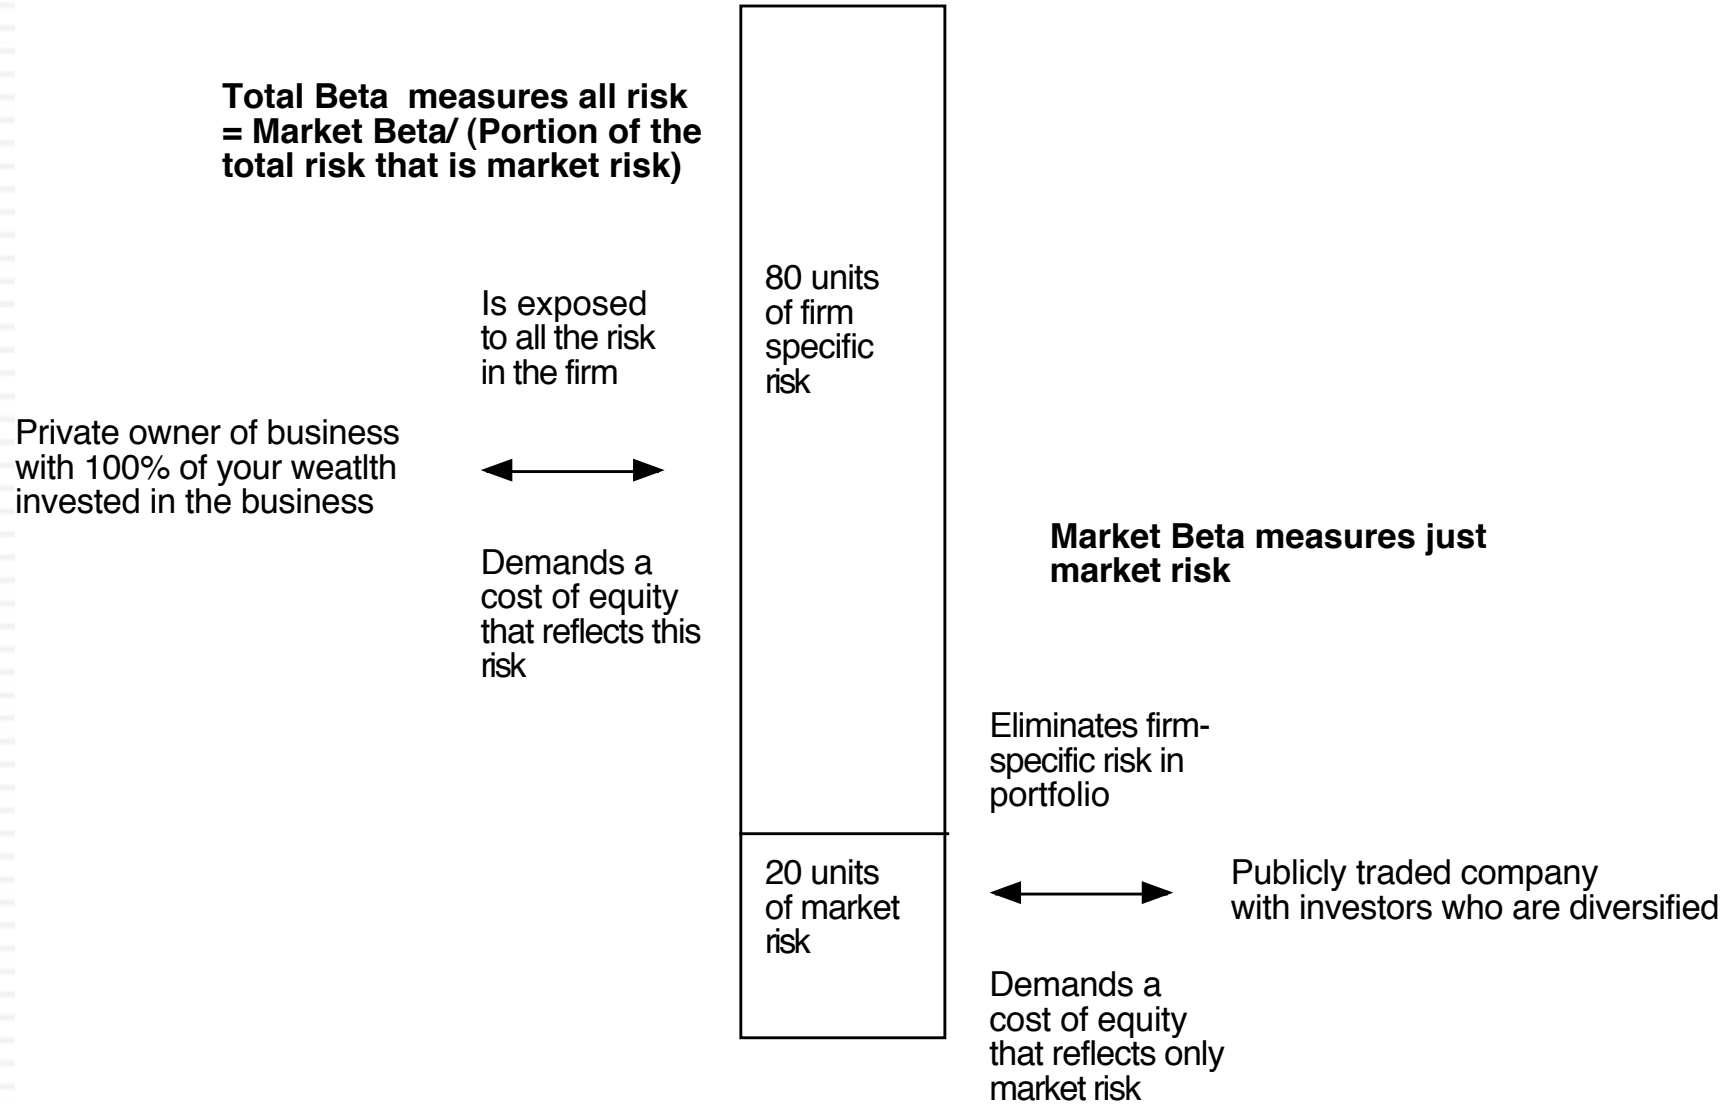 Total Beta  measures all risk
= Market Beta/ (Portion of the
total risk that is market risk)
80 units
of firm
specific
risk
Is exposed
to all the risk
in the firm
Private owner of business
with 100% of your weatlth
invested in the business
Demands a
cost of equity
that reflects this
risk
Market Beta measures just
market risk
Eliminates firm-
specific risk in
portfolio
20 units
of market
risk
Publicly traded company
with investors who are diversified
Demands a
cost of equity
that reflects only
market risk